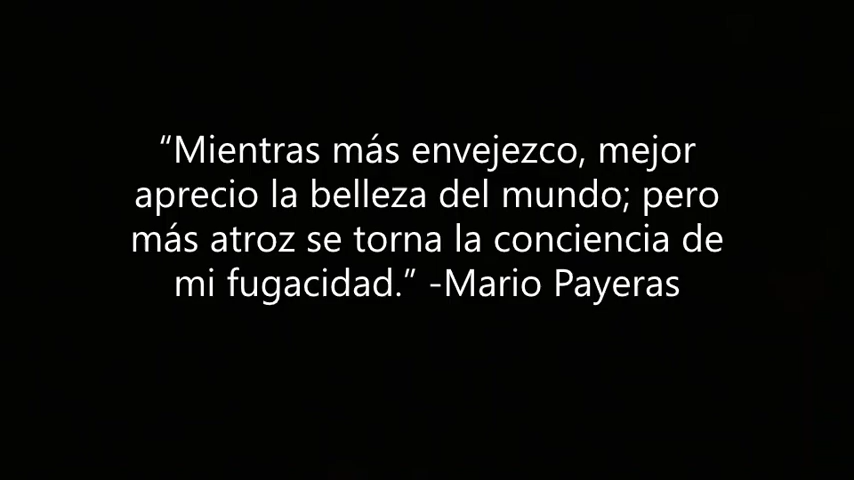 “Mientras más envejezco, mejor
aprecio la belleza del mundo; pero
más atroz se torna la conciencia de
mi fugacidad.” -Mario Payeras